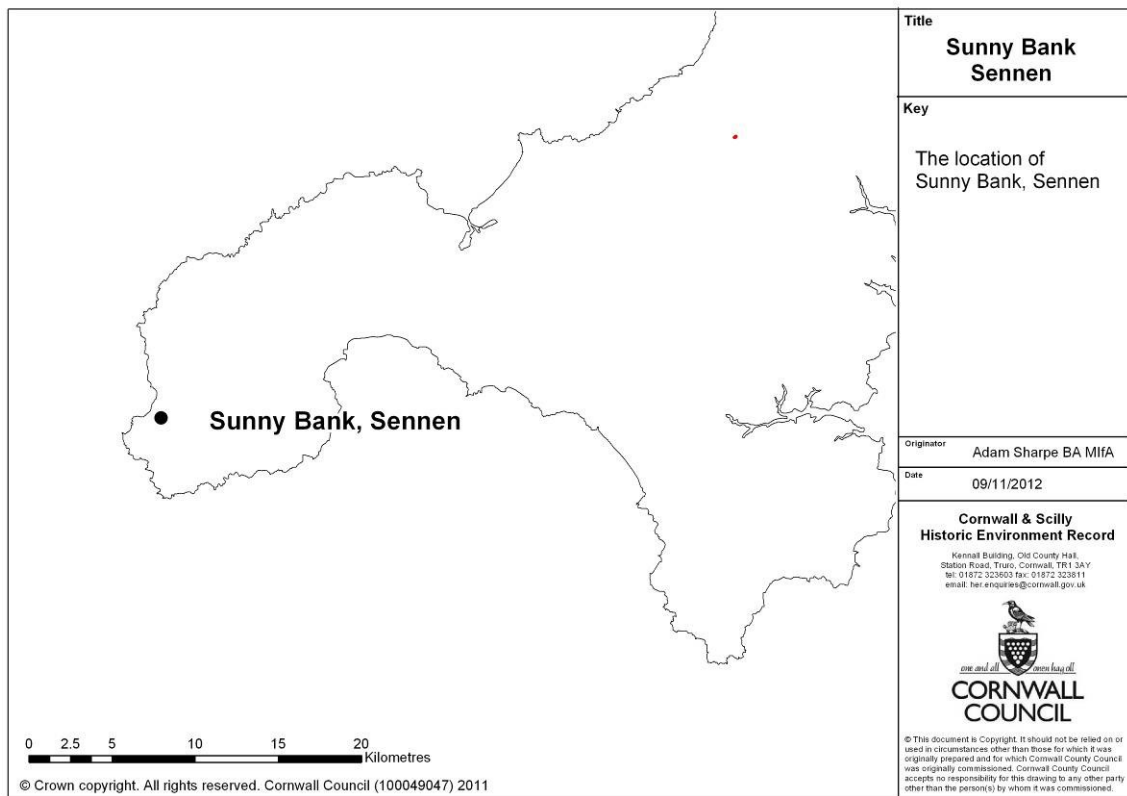 Title
Sunny Bank
Sennen
Key
The location of
Sunny Bank, Sennen
Sunny Bank, Sennen
Originator
Adam Sharpe BA MIfA
Date
09/11/2012
Cornwall & Scilly
Historic Environment Record
Kennall Building, Old County Hall,
Station Road, Truro, Cornwall, TR1 3AY
tel: 01872 323603 fax: 01872 323811
email: her.enquiries@cornwall.gov.uk
one and all onen hag oll
CORNWALL
COUNCIL
© This document is Copyright. It should not be relied on or
used in circumstances other than those for which it was
originally prepared and for which Cornwall County Council
was originally commissioned. Cornwall County Council
accepts no responsibility for this drawing to any other party
other than the person(s) by whom it was commissioned.
0 2.5 5 10 15 20
Kilometres
© Crown copyright. All rights reserved. Cornwall Council (100049047) 2011